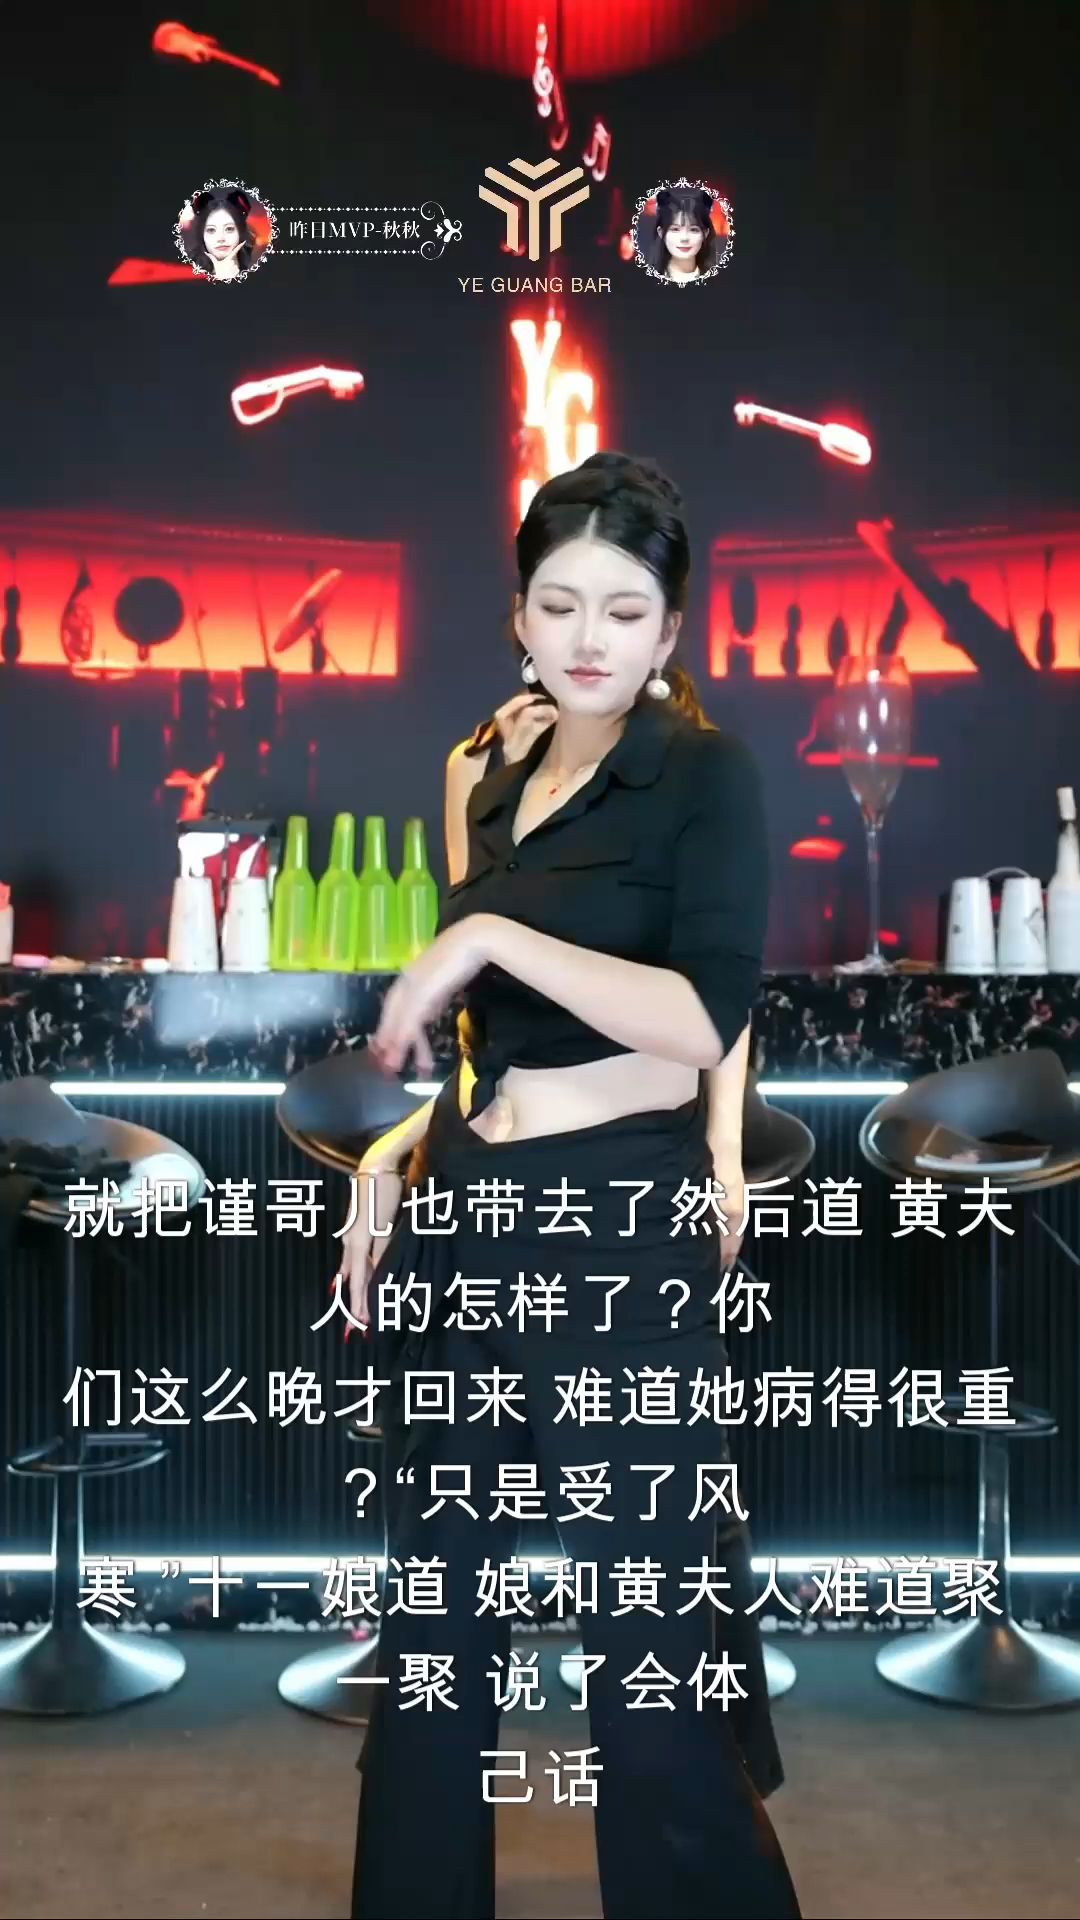 昨日MVP-秋秋
YE GUANG BAR
YG
就把谨哥儿也带去了然后道 黄夫
人的怎样了？你
们这么晚才回来 难道她病得很重
？“只是受了风
寒 ”十一娘道 娘和黄夫人难道聚
一聚 说了会体
己话